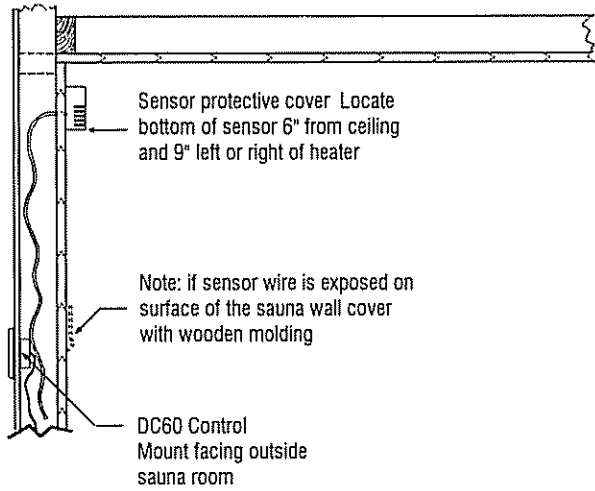 Sensor protective cover Locate
bottom of sensor 6" from ceiling
and 9" left or right of heater
Note: if sensor wire is exposed on
surface of the sauna wall cover
with wooden molding
DC60 Control
Mount facing outside
sauna room